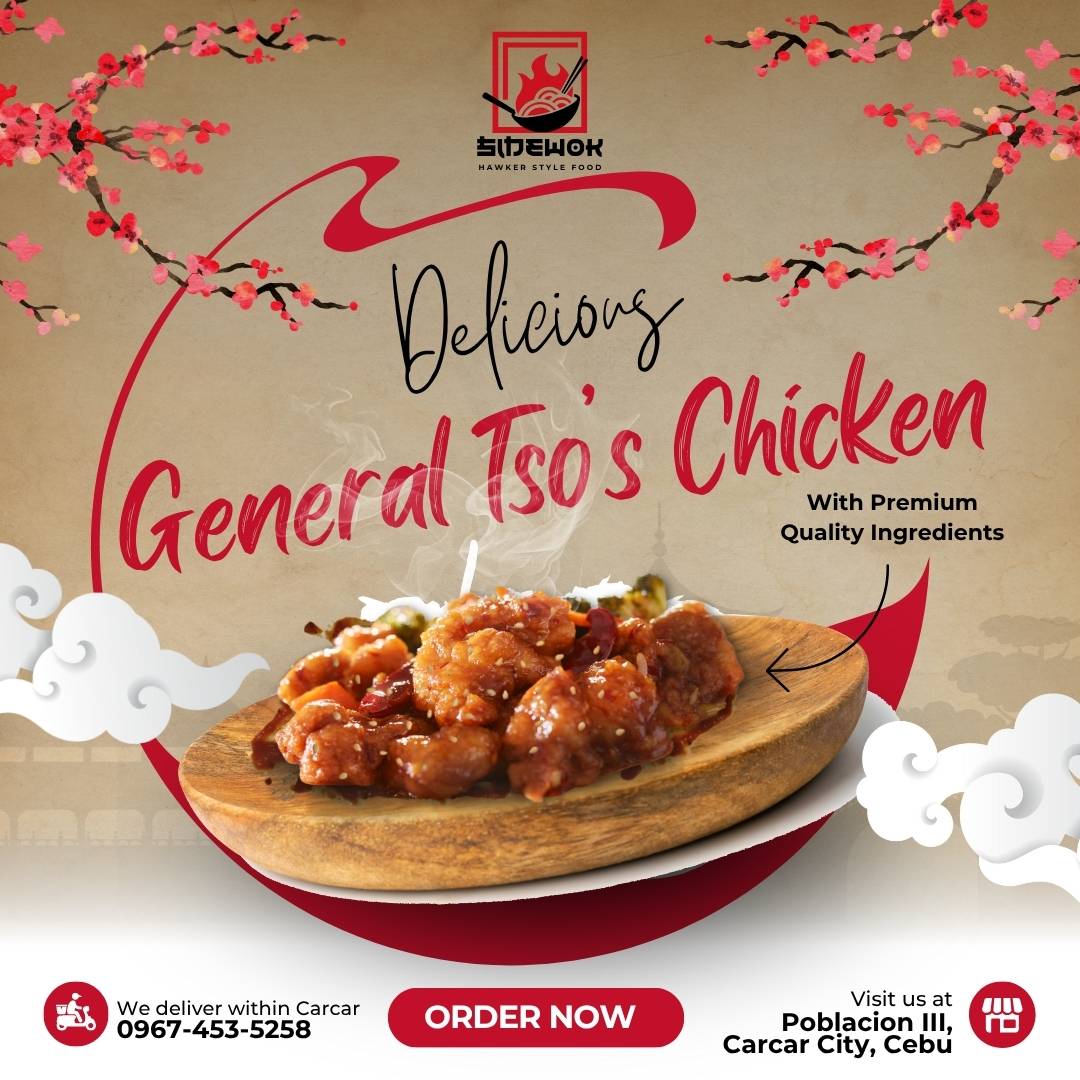 SIDEWOK
HAWKER STYLE FOOD
Delicious
General Tso's Chicken
With Premium
Quality Ingredients
We deliver within Carcar
0967-453-5258
ORDER NOW
Visit us at
Poblacion III,
Carcar City, Cebu